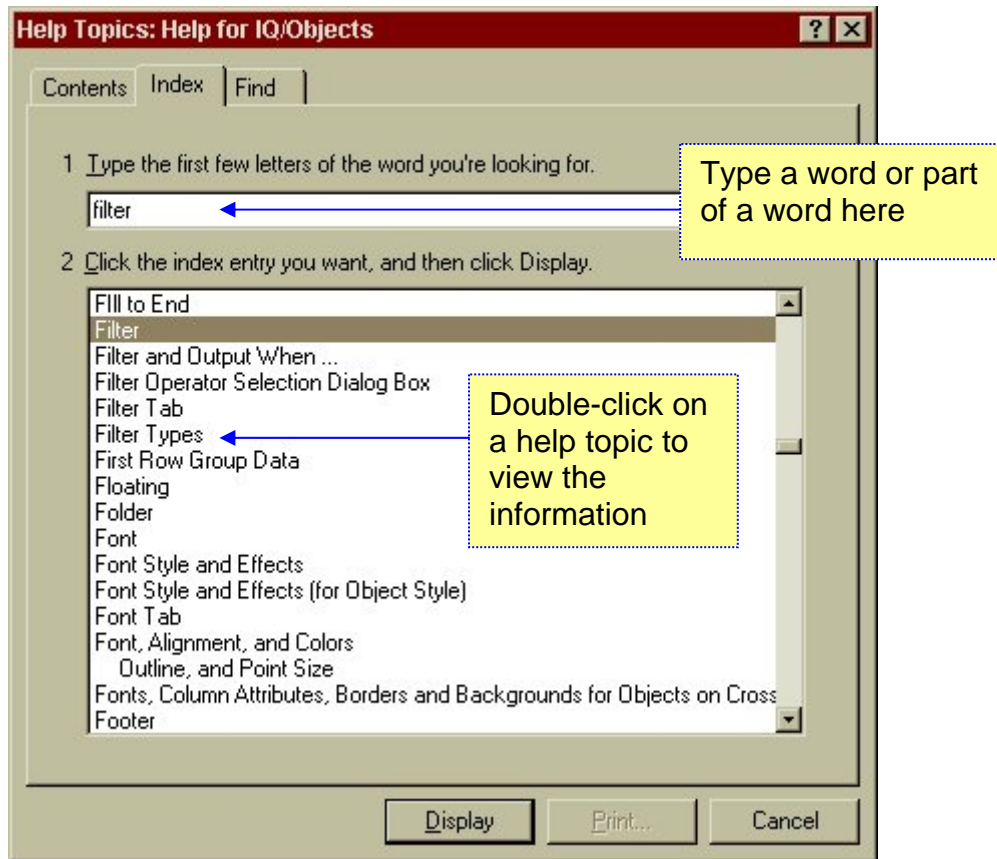 Help Topics: Help for IQ/Objects
Contents Index Find
1 Type the first few letters of the word you're looking for.
Type a word or part
of a word here
filter
2 Click the index entry you want, and then click Display.
FIll to End
Filter
Filter and Output When ...
Filter Operator Selection Dialog Box
Filter Tab
Filter Types
Double-click on
a help topic to
view the
information
First Row Group Data
Floating
Folder
Font
Font Style and Effects
Font Style and Effects (for Object Style)
Font Tab
Font, Alignment, and Colors
Outline, and Point Size
Fonts, Column Attributes, Borders and Backgrounds for Objects on Cross
Footer
Display Print... Cancel